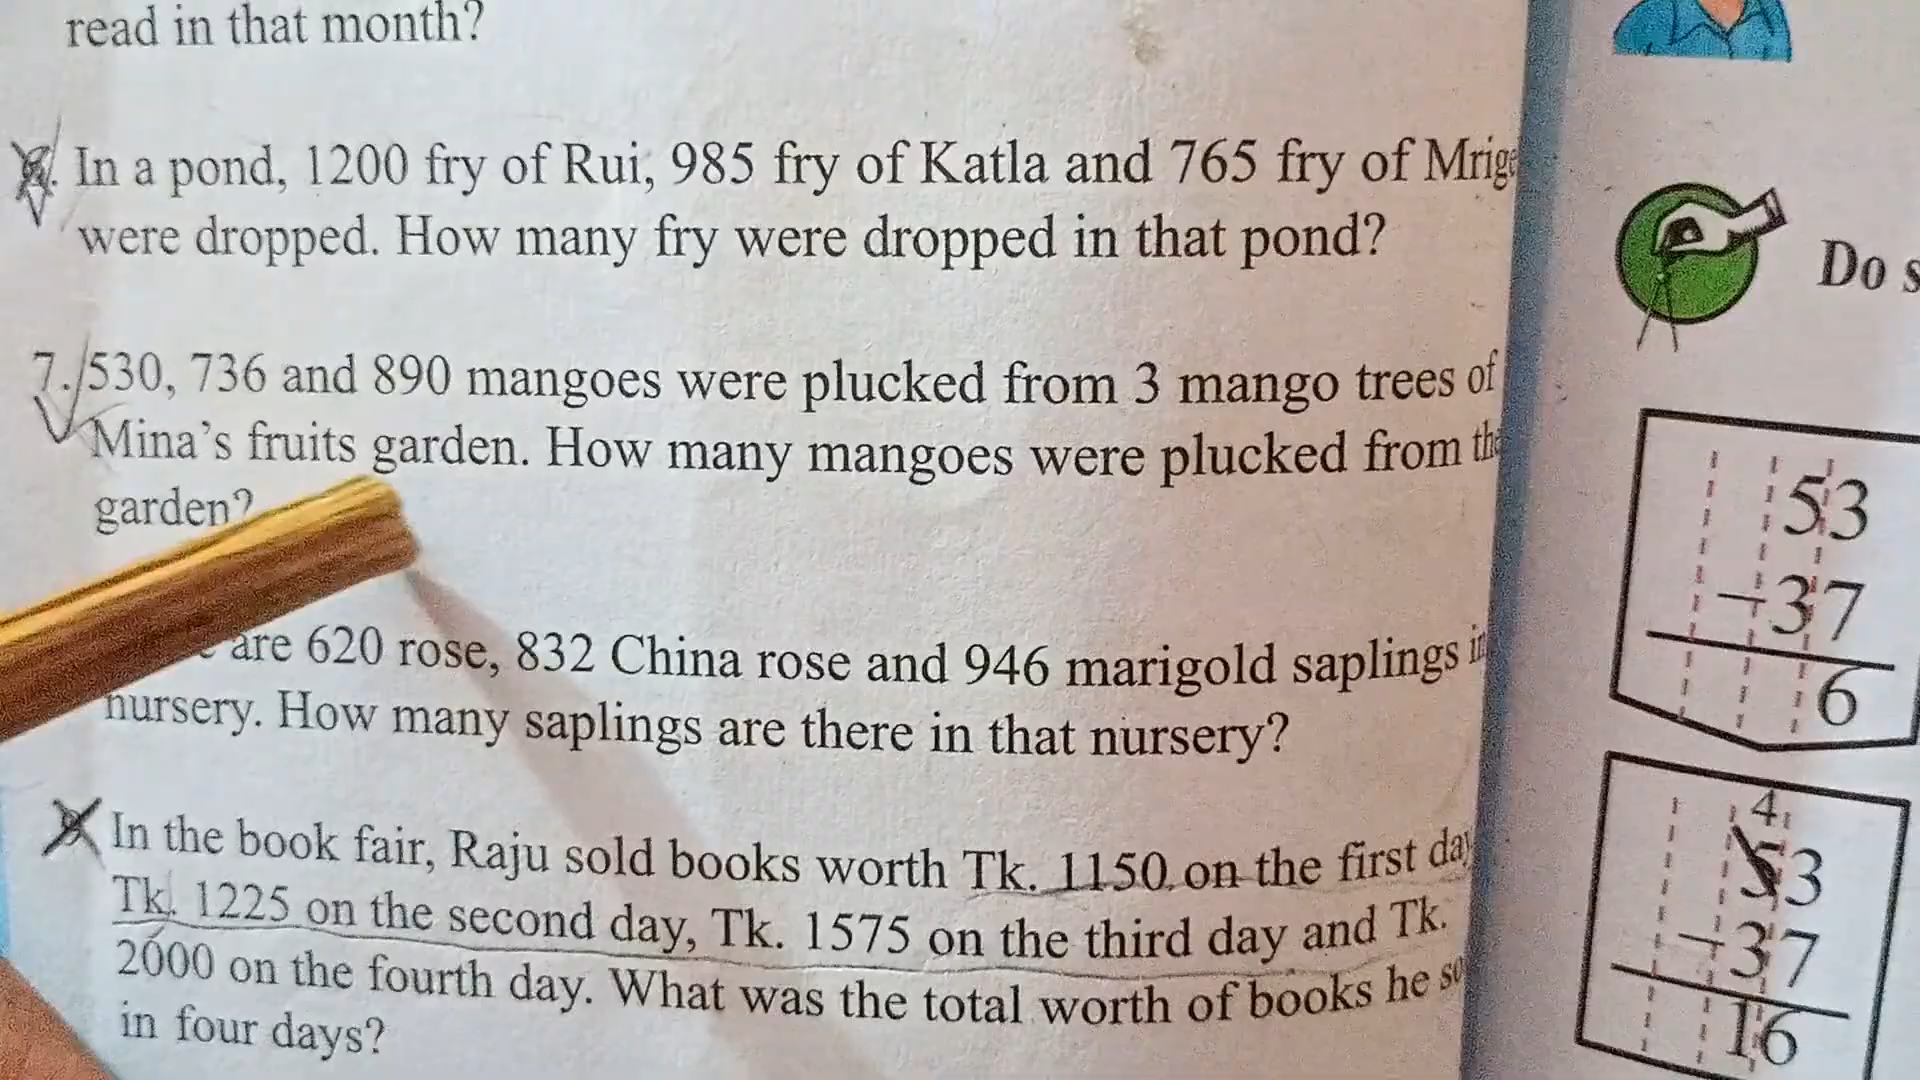 read in that month?
In a pond, 1200 fry of Rui, 985 fry of Katla and 765 fry of
were dropped. How many fry were dropped in that pond?
7. 530, 736 and 890 mangoes were plucked from 3 mango trees of
Mina's fruits garden. How many mangoes were plucked from
garden?
are 620 rose, 832 China rose and 946 marigold saplings
nursery. How many saplings are there in that nursery?
In the book fair, Raju sold books worth Tk. 1150 on the first
Tk. 1225 on the second day, Tk. 1575 on the third day and Tk.
2000 on the fourth day. What was the total worth of books he
in four days?
Do
53
-37
6
4
53
-37
16